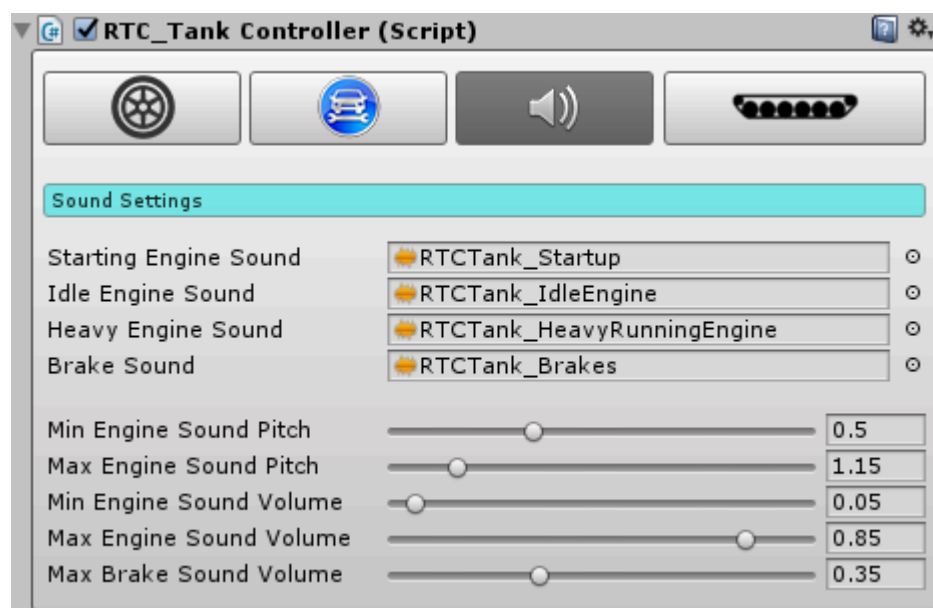 RTC_Tank Controller (Script)
Sound Settings
Starting Engine Sound RTCTank_Startup
Idle Engine Sound RTCTank_IdleEngine
Heavy Engine Sound RTCTank_HeavyRunningEngine
Brake Sound RTCTank_Brakes
Min Engine Sound Pitch 0.5
Max Engine Sound Pitch 1.15
Min Engine Sound Volume 0.05
Max Engine Sound Volume 0.85
Max Brake Sound Volume 0.35